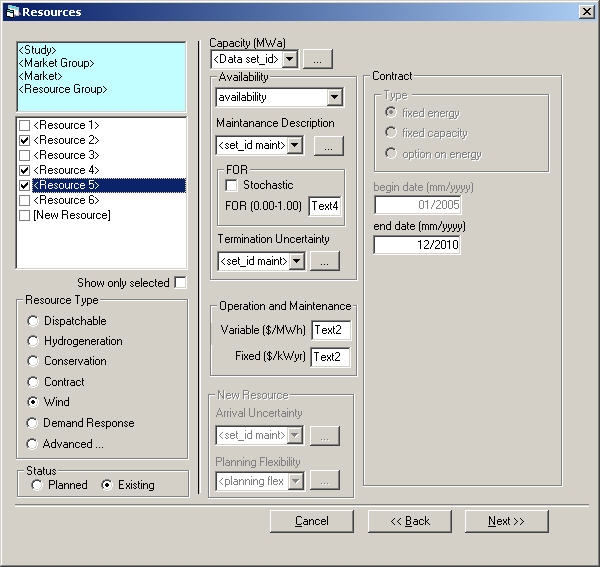 Resources
<Study>
<Market Group>
<Market>
<Resource Group>
<Resource 1>
<Resource 2>
<Resource 3>
<Resource 4>
<Resource 5>
<Resource 6>
[New Resource]
Show only selected
Resource Type
Dispatchable
Hydrogeneration
Conservation
Contract
Wind
Demand Response
Advanced ...
Status
Planned Existing
Capacity (MWa)
<Data set_id> ...
Availability
availability
Maintanance Description
<set_id maint> ...
FOR
Stochastic
FOR (0.00-1.00) Text4
Termination Uncertainty
<set_id maint> ...
Operation and Maintenance
Variable ($/MWh) Text2
Fixed ($/kWyr) Text2
New Resource
Arrival Uncertainty
<set_id maint> ...
Planning Flexibility
<planning flex ...
Contract
Type
fixed energy
fixed capacity
option on energy
begin date (mm/yyyy)
01/2005
end date (mm/yyyy)
12/2010
Cancel << Back Next >>